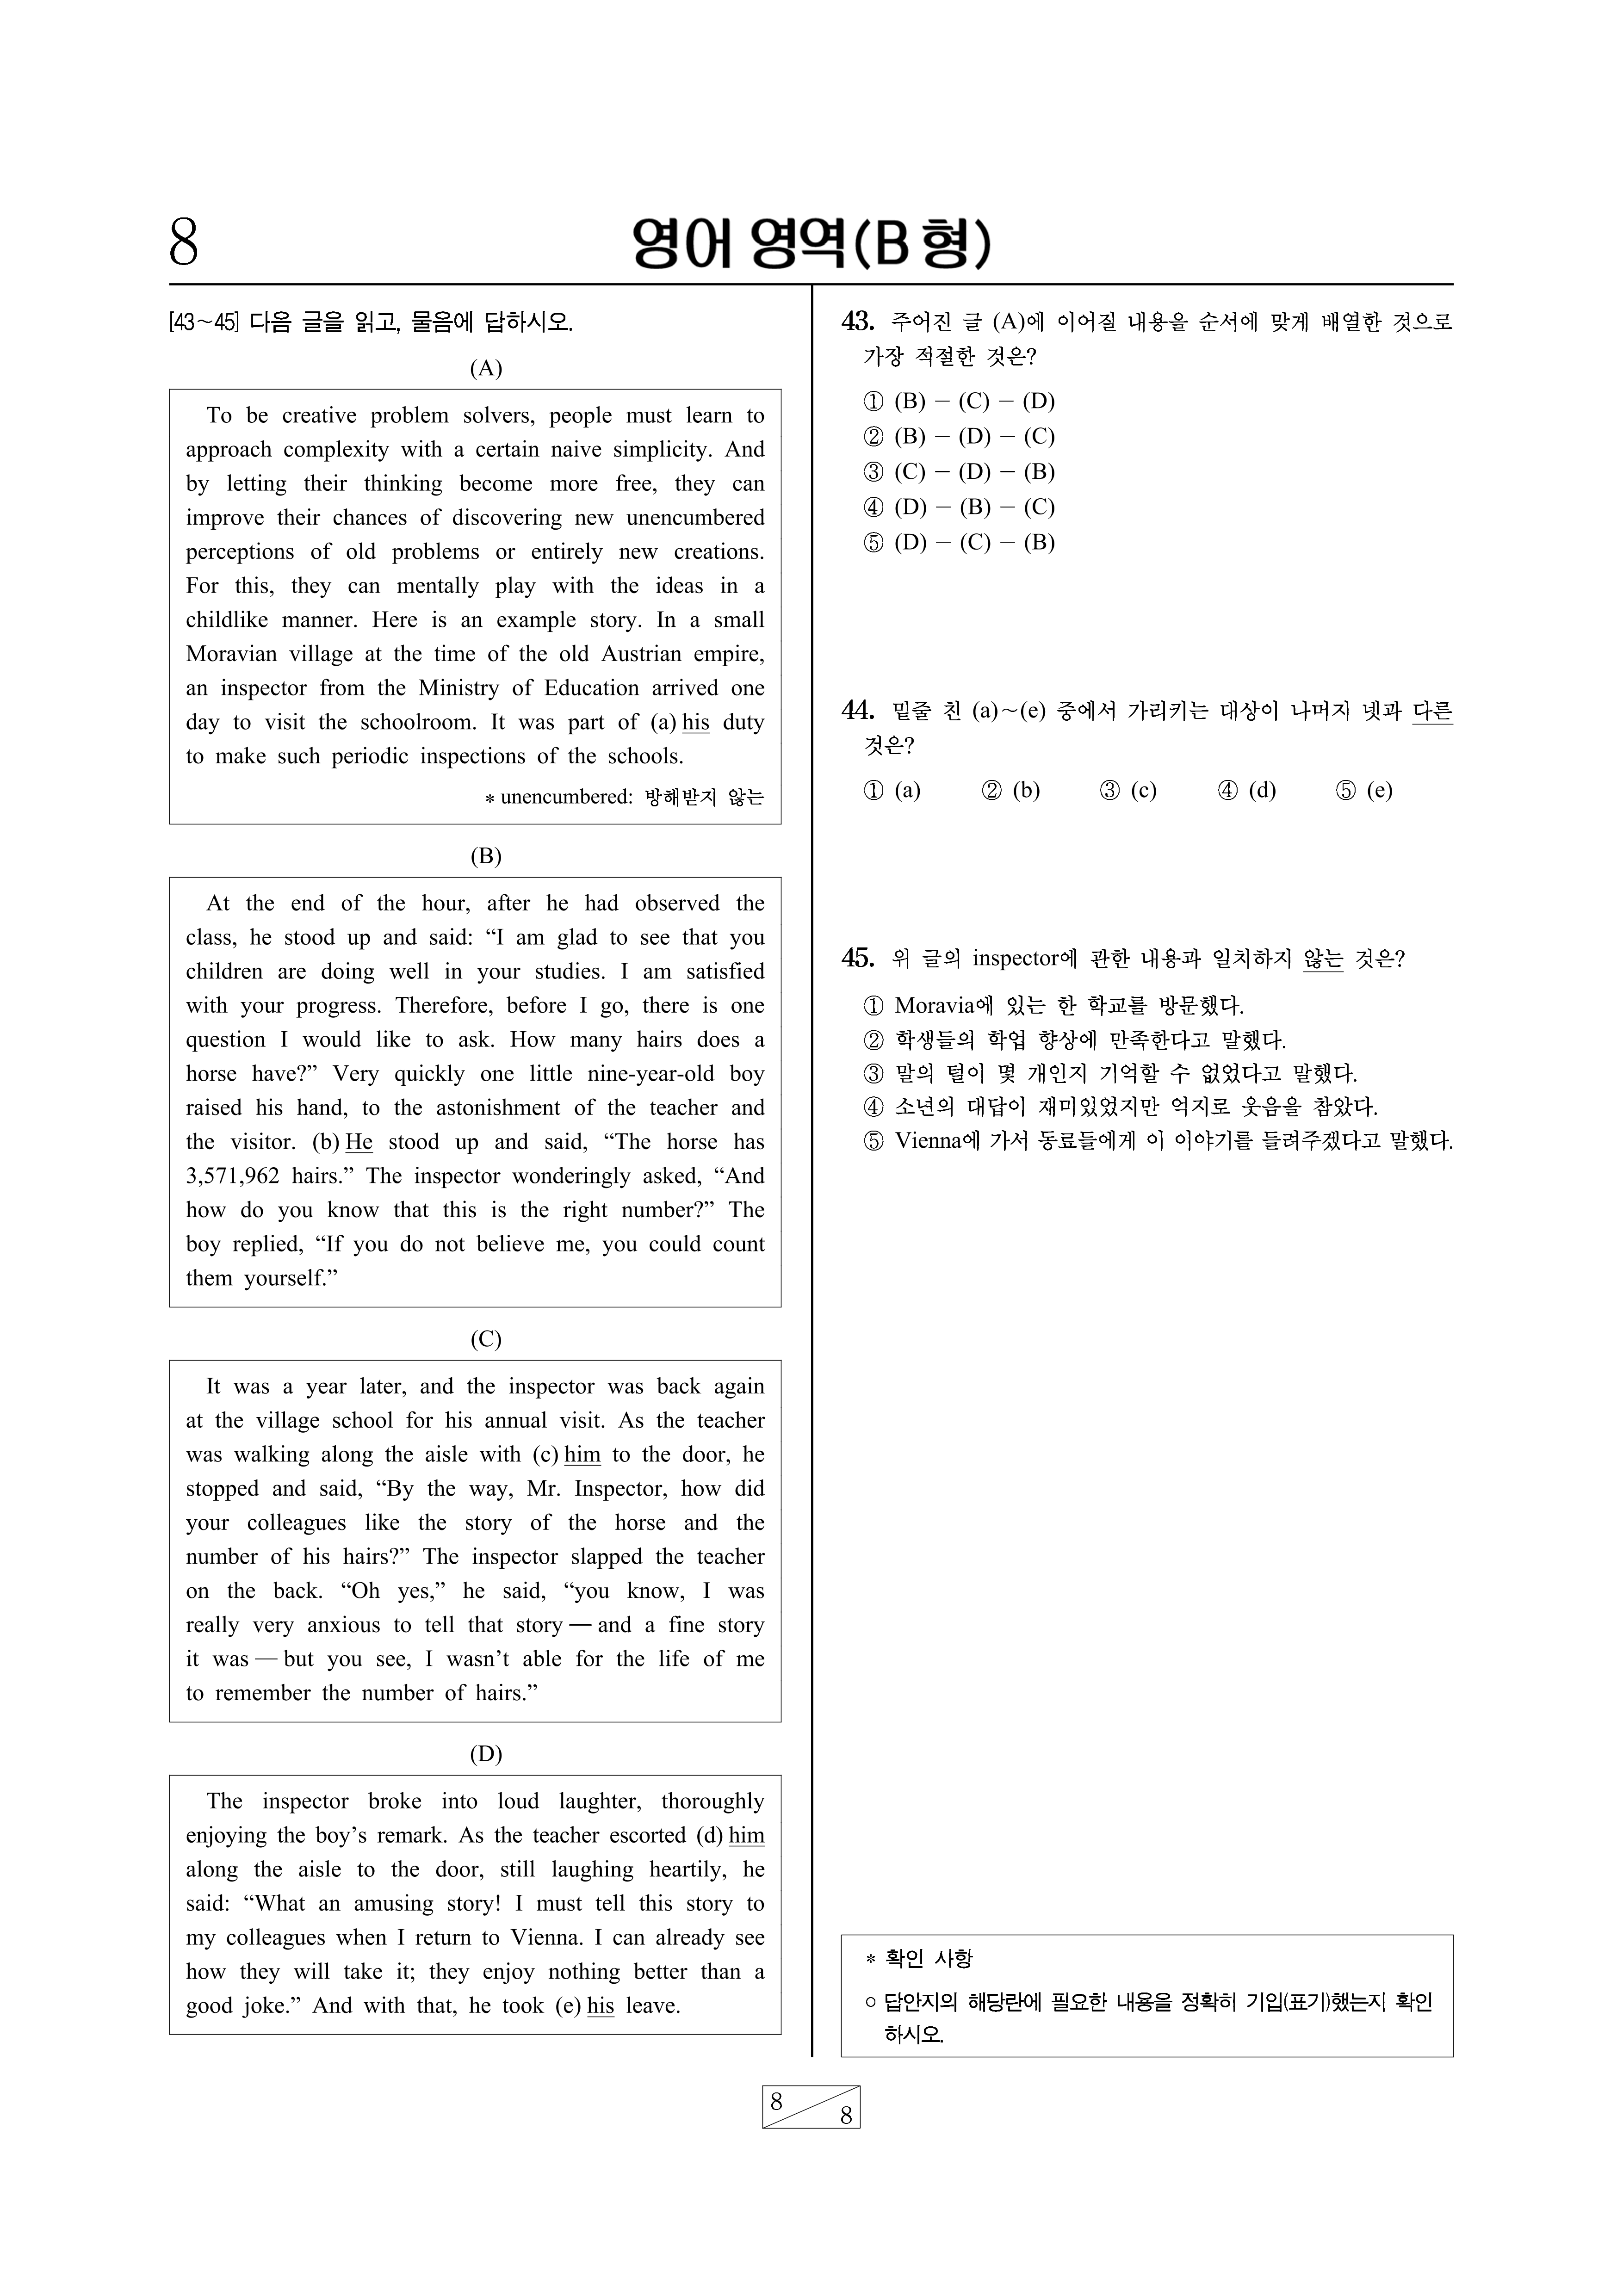 8
영어 영역(B 형)
[43~45] 다음 글을 읽고, 물음에 답하시오.
(A)
To be creative problem solvers, people must learn to
approach complexity with a certain naive simplicity. And
by letting their thinking become more free, they can
improve their chances of discovering new unencumbered
perceptions of old problems or entirely new creations.
For this, they can mentally play with the ideas in a
childlike manner. Here is an example story. In a small
Moravian village at the time of the old Austrian empire,
an inspector from the Ministry of Education arrived one
day to visit the schoolroom. It was part of (a) his duty
to make such periodic inspections of the schools.
* unencumbered: 방해받지 않는
(B)
At the end of the hour, after he had observed the
class, he stood up and said: “I am glad to see that you
children are doing well in your studies. I am satisfied
with your progress. Therefore, before I go, there is one
question I would like to ask. How many hairs does a
horse have?” Very quickly one little nine-year-old boy
raised his hand, to the astonishment of the teacher and
the visitor. (b) He stood up and said, “The horse has
3,571,962 hairs.” The inspector wonderingly asked, “And
how do you know that this is the right number?” The
boy replied, “If you do not believe me, you could count
them yourself.”
(C)
It was a year later, and the inspector was back again
at the village school for his annual visit. As the teacher
was walking along the aisle with (c) him to the door, he
stopped and said, “By the way, Mr. Inspector, how did
your colleagues like the story of the horse and the
number of his hairs?” The inspector slapped the teacher
on the back. “Oh yes,” he said, “you know, I was
really very anxious to tell that story — and a fine story
it was — but you see, I wasn’t able for the life of me
to remember the number of hairs.”
(D)
The inspector broke into loud laughter, thoroughly
enjoying the boy’s remark. As the teacher escorted (d) him
along the aisle to the door, still laughing heartily, he
said: “What an amusing story! I must tell this story to
my colleagues when I return to Vienna. I can already see
how they will take it; they enjoy nothing better than a
good joke.” And with that, he took (e) his leave.
43. 주어진 글 (A)에 이어질 내용을 순서에 맞게 배열한 것으로
가장 적절한 것은?
① (B) － (C) － (D)
② (B) － (D) － (C)
③ (C) － (D) － (B)
④ (D) － (B) － (C)
⑤ (D) － (C) － (B)
44. 밑줄 친 (a)~(e) 중에서 가리키는 대상이 나머지 넷과 다른
것은?
① (a) ② (b) ③ (c) ④ (d) ⑤ (e)
45. 위 글의 inspector에 관한 내용과 일치하지 않는 것은?
① Moravia에 있는 한 학교를 방문했다.
② 학생들의 학업 향상에 만족한다고 말했다.
③ 말의 털이 몇 개인지 기억할 수 없었다고 말했다.
④ 소년의 대답이 재미있었지만 억지로 웃음을 참았다.
⑤ Vienna에 가서 동료들에게 이 이야기를 들려주겠다고 말했다.
* 확인 사항
○ 답안지의 해당란에 필요한 내용을 정확히 기입(표기)했는지 확인
하시오.
8
8